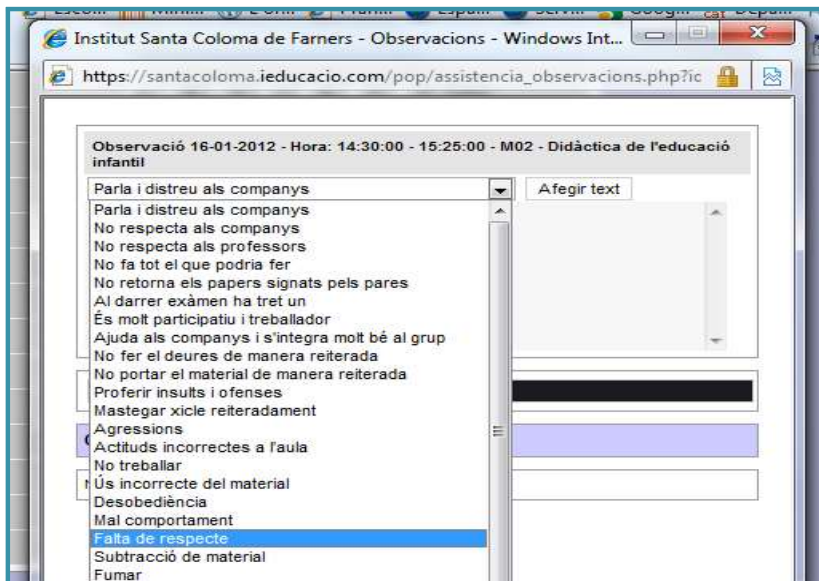 Institut Santa Coloma de Farners - Observacions - Windows Int...
https://santacoloma.ieducacio.com/pop/assistencia_observacions.php?ic
Observació 16-01-2012 - Hora: 14:30:00 - 15:25:00 - M02 - Didàctica de l'educació
infantil
Parla i distreu als companys
Afegir text
Parla i distreu als companys
No respecta als companys
No respecta als professors
No fa tot el que podria fer
No retorna els papers signats pels pares
Al darrer exàmen ha tret un
És molt participatiu i treballador
Ajuda als companys i s'integra molt bé al grup
No fer el deures de manera reiterada
No portar el material de manera reiterada
Proferir insults i ofenses
Mastegar xicle reiteradament
Agressions
Actituds incorrectes a l'aula
No treballar
Ús incorrecte del material
Desobediència
Mal comportament
Falta de respecte
Subtracció de material
Fumar